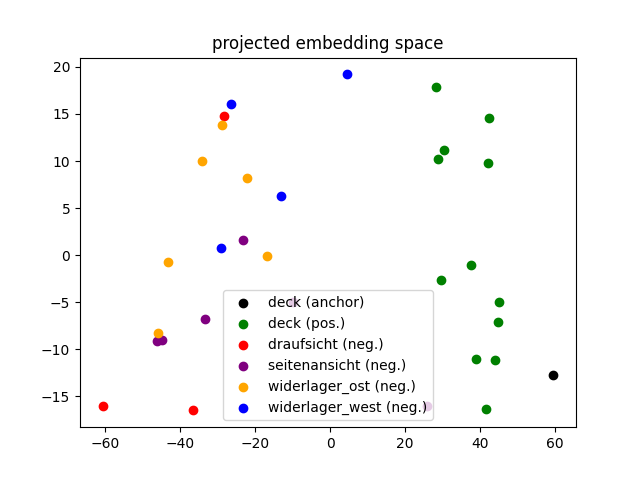 projected embedding space
20
15
10
5
0
−5
−10
−15
deck (anchor)
deck (pos.)
draufsicht (neg.)
seitenansicht (neg.)
widerlager_ost (neg.)
widerlager_west (neg.)
−60 −40 −20 0 20 40 60